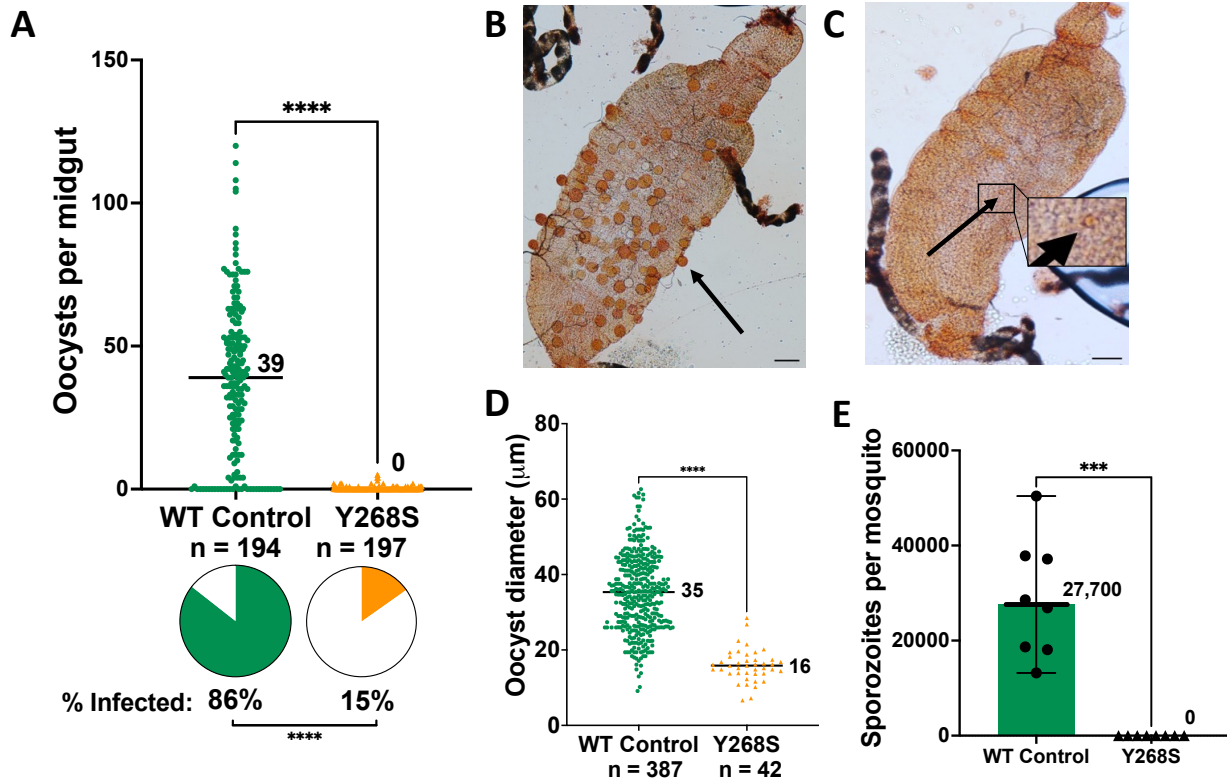 A
Oocysts per midgut
150
100
50
0
****
39
0
WT Control
Y268S
n = 194
n = 197
% Infected:
86%
15%
****
B
C
D
Oocyst diameter (μm)
80
60
40
20
0
****
35
16
WT Control
Y268S
n = 387
n = 42
E
Sporozoites per mosquito
60000
40000
20000
0
***
27,700
0
WT Control
Y268S